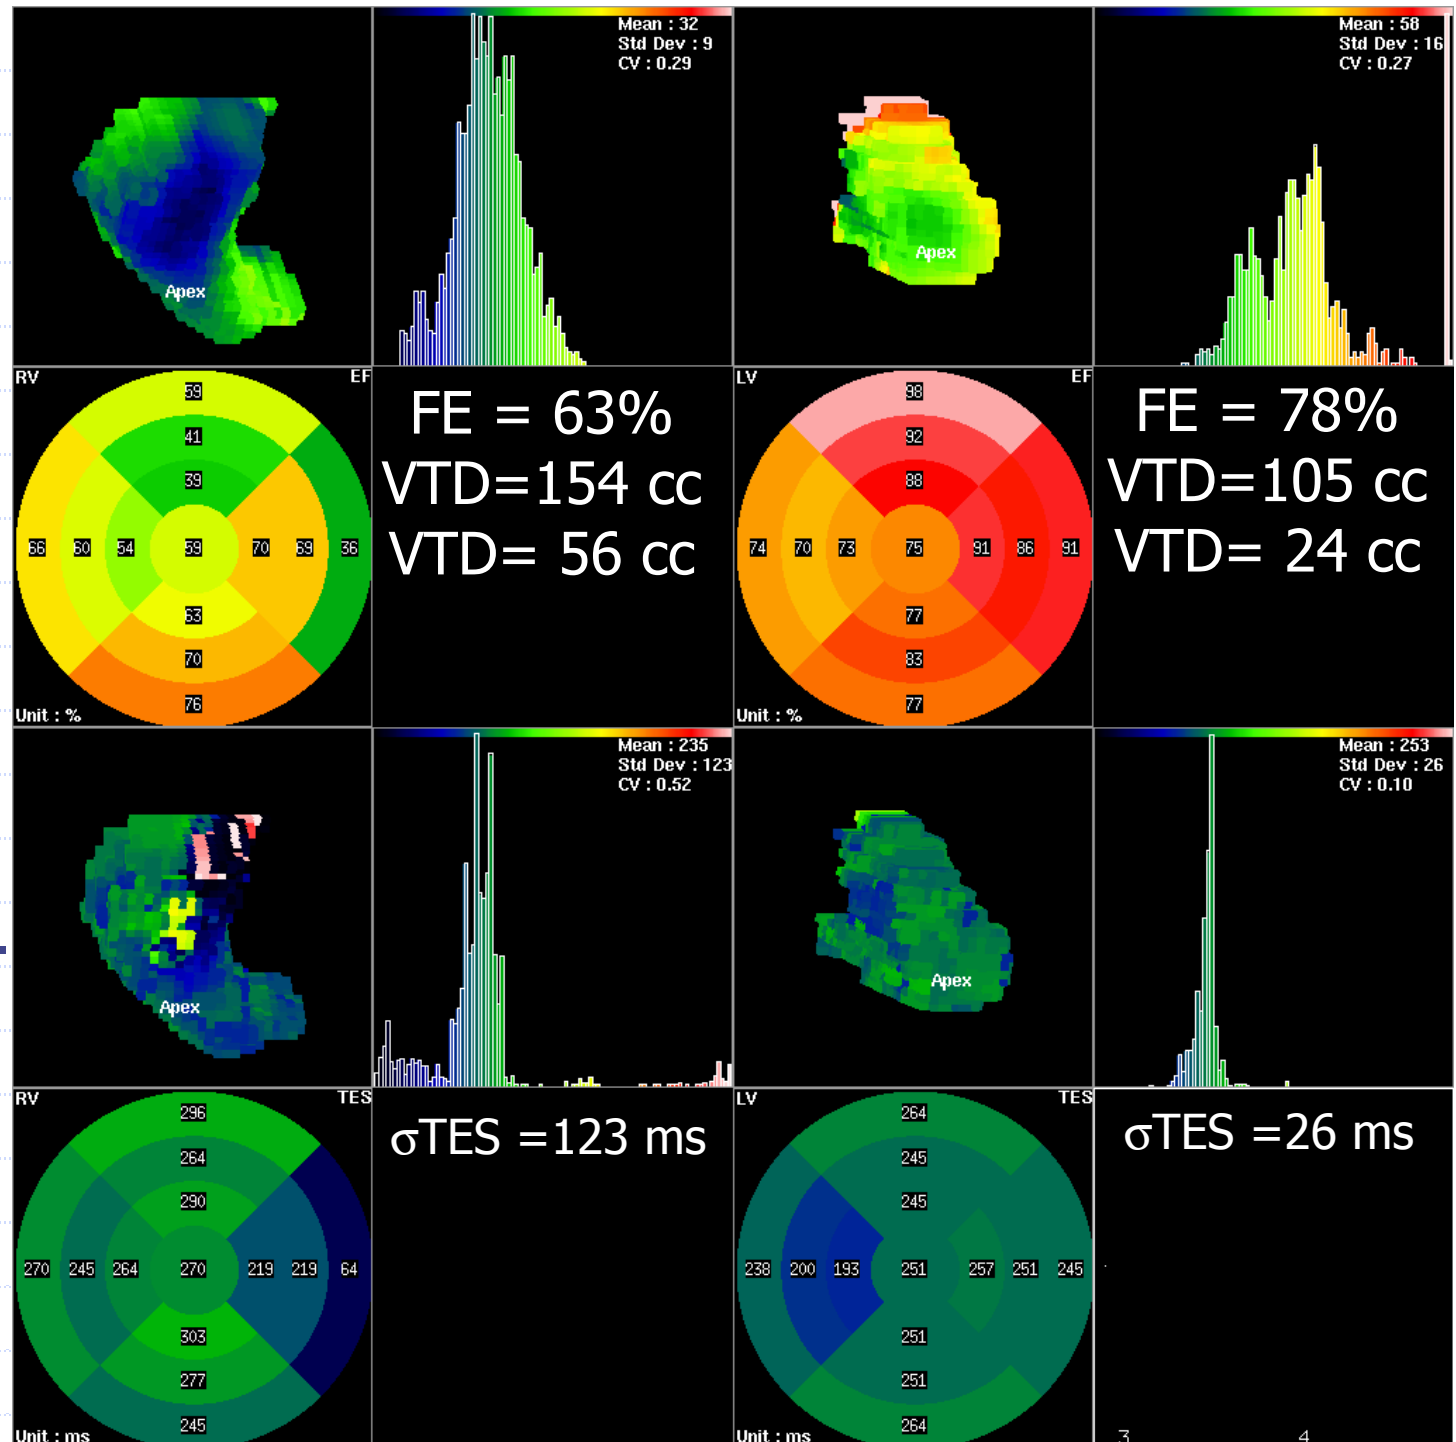 Mean : 32
Std Dev : 9
CV : 0.29
Apex
Mean : 58
Std Dev : 16
CV : 0.27
Apex
RV EF
59
41
39
66 60 54 59 70 69 36
63
70
76
Unit : %
FE = 63%
VTD=154 cc
VTD= 56 cc
LV EF
98
92
88
74 70 73 75 91 86 91
77
83
77
Unit : %
FE = 78%
VTD=105 cc
VTD= 24 cc
Apex
Mean : 235
Std Dev : 123
CV : 0.52
Apex
Mean : 253
Std Dev : 26
CV : 0.10
RV TES
296
264
290
270 245 264 270 219 219 64
303
277
245
Unit : ms
σTES =123 ms
LV TES
264
245
245
238 200 193 251 257 251 245
251
251
264
Unit : ms
σTES =26 ms
3 4